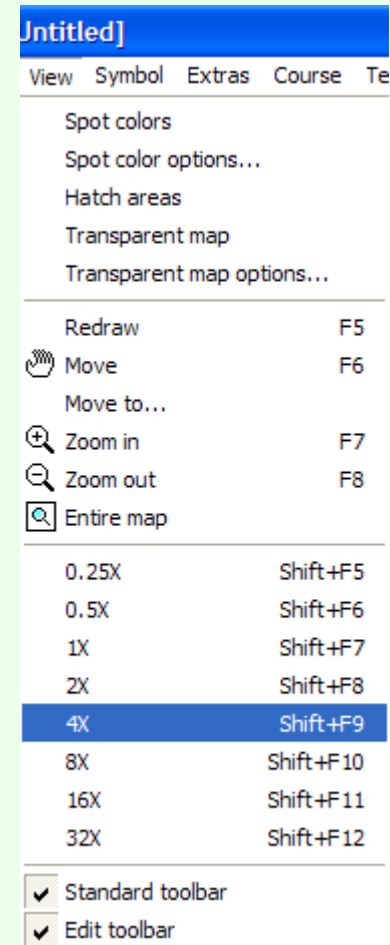 Untitled]
View Symbol Extras Course Te
Spot colors
Spot color options...
Hatch areas
Transparent map
Transparent map options...
Redraw F5
Move F6
Move to...
Zoom in F7
Zoom out F8
Entire map
0.25X Shift+F5
0.5X Shift+F6
1X Shift+F7
2X Shift+F8
4X Shift+F9
8X Shift+F10
16X Shift+F11
32X Shift+F12
Standard toolbar
Edit toolbar